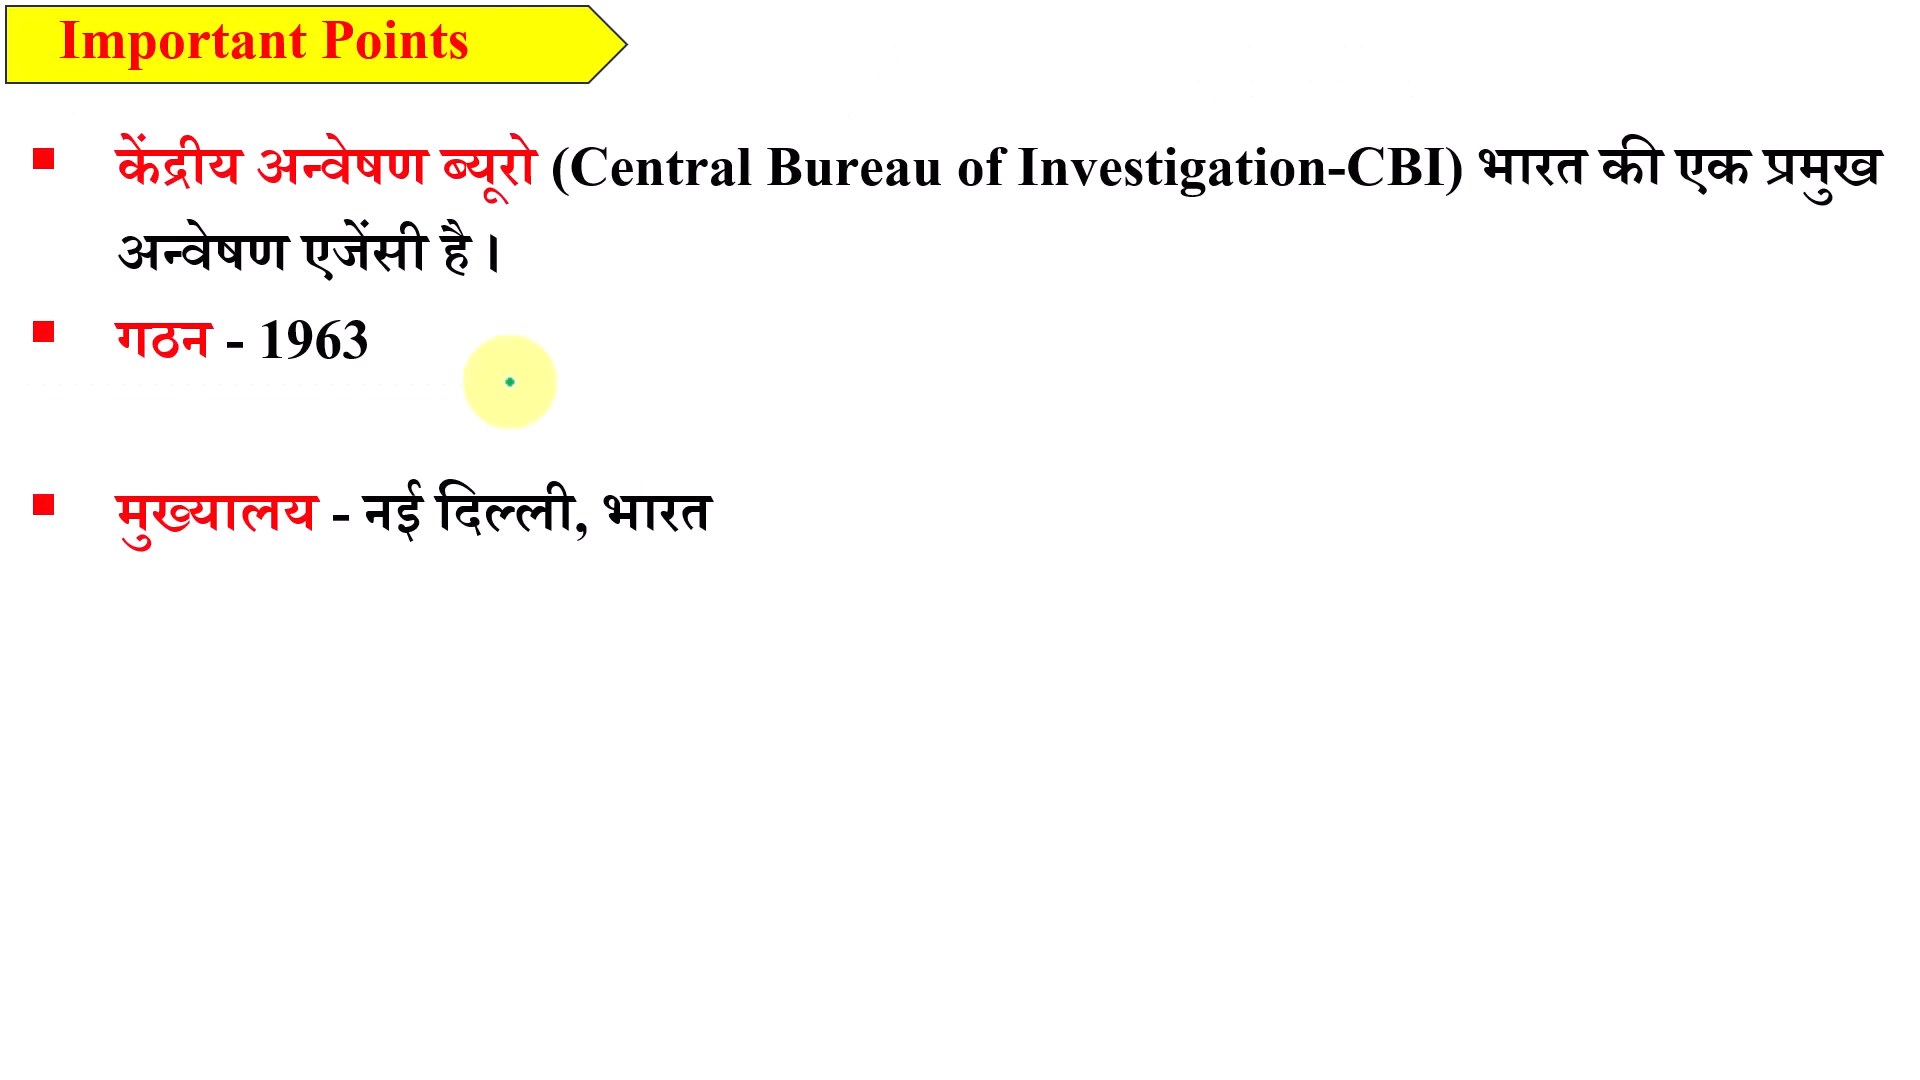 Important Points
▪ केंद्रीय अन्वेषण ब्यूरो (Central Bureau of Investigation-CBI) भारत की एक प्रमुख
अन्वेषण एजेंसी है ।
▪ गठन - 1963
▪ मुख्यालय - नई दिल्ली, भारत